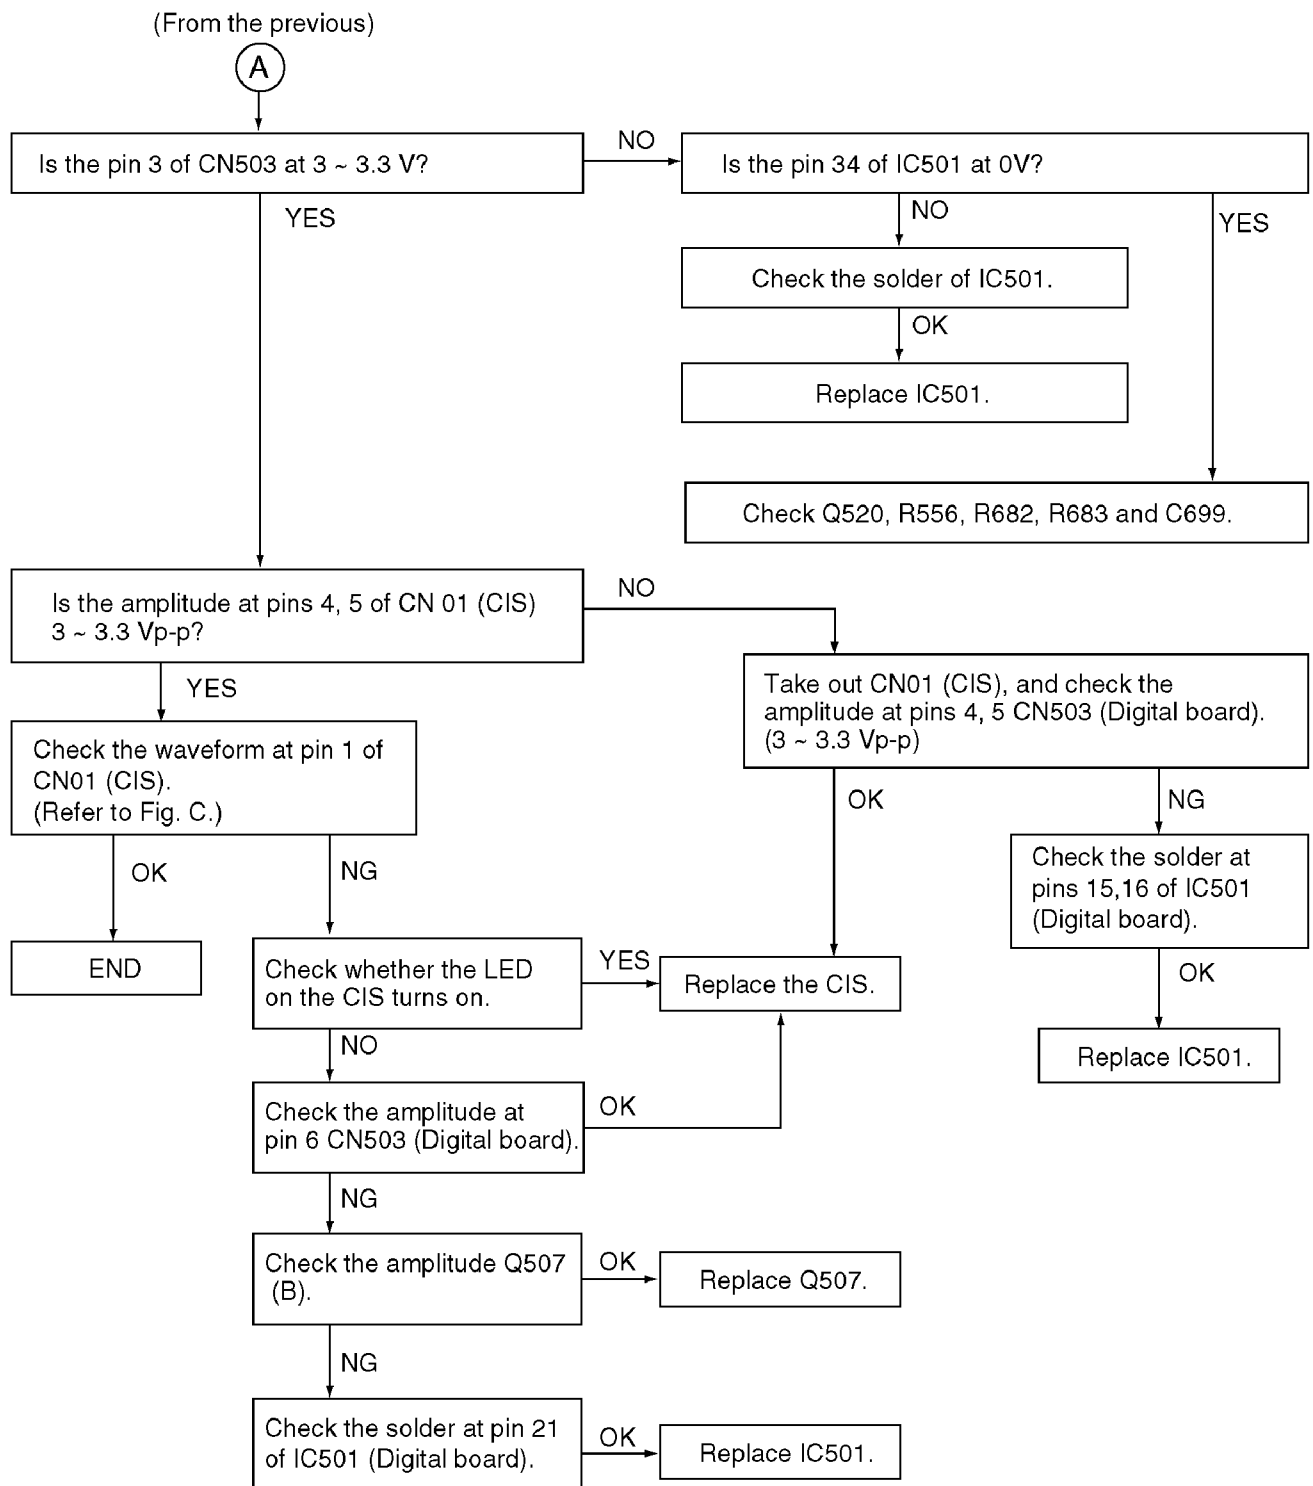 (From the previous)
A
Is the pin 3 of CN503 at 3 ~ 3.3 V?
NO
Is the pin 34 of IC501 at 0V?
YES
NO
YES
Check the solder of IC501.
OK
Replace IC501.
Check Q520, R556, R682, R683 and C699.
Is the amplitude at pins 4, 5 of CN 01 (CIS)
3 ~ 3.3 Vp-p?
NO
YES
Take out CN01 (CIS), and check the
amplitude at pins 4, 5 CN503 (Digital board).
(3 ~ 3.3 Vp-p)
Check the waveform at pin 1 of
CN01 (CIS).
(Refer to Fig. C.)
OK
NG
OK
NG
Check the solder at
pins 15,16 of IC501
(Digital board).
END
Check whether the LED
on the CIS turns on.
YES
Replace the CIS.
OK
Replace IC501.
NO
Check the amplitude at
pin 6 CN503 (Digital board).
OK
NG
Check the amplitude Q507
(B).
OK
Replace Q507.
NG
Check the solder at pin 21
of IC501 (Digital board).
OK
Replace IC501.